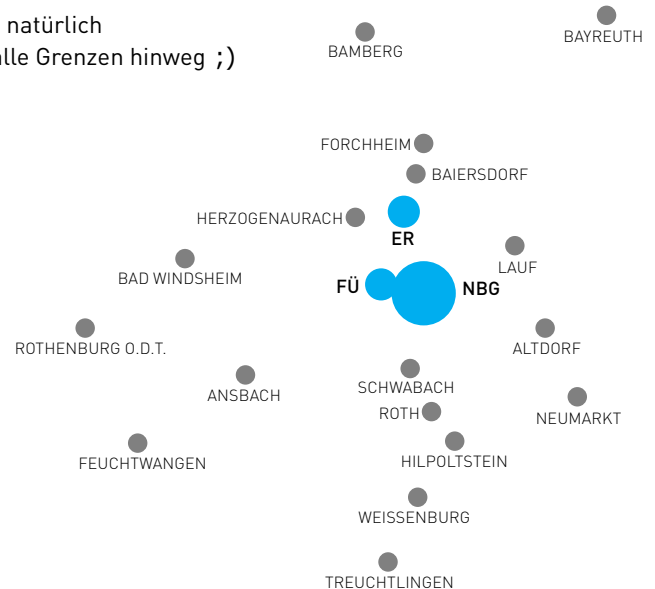 natürlich
alle Grenzen hinweg ;)
BAYREUTH
BAMBERG
FORCHHEIM
BAIERSDORF
HERZOGENAURACH
ER
LAUF
BAD WINDSHEIM
FÜ
NBG
ROTHENBURG O.D.T.
ALTDORF
SCHWABACH
ANSBACH
ROTH
NEUMARKT
FEUCHTWANGEN
HILPOLTSTEIN
WEISSENBURG
TREUCHTLINGEN